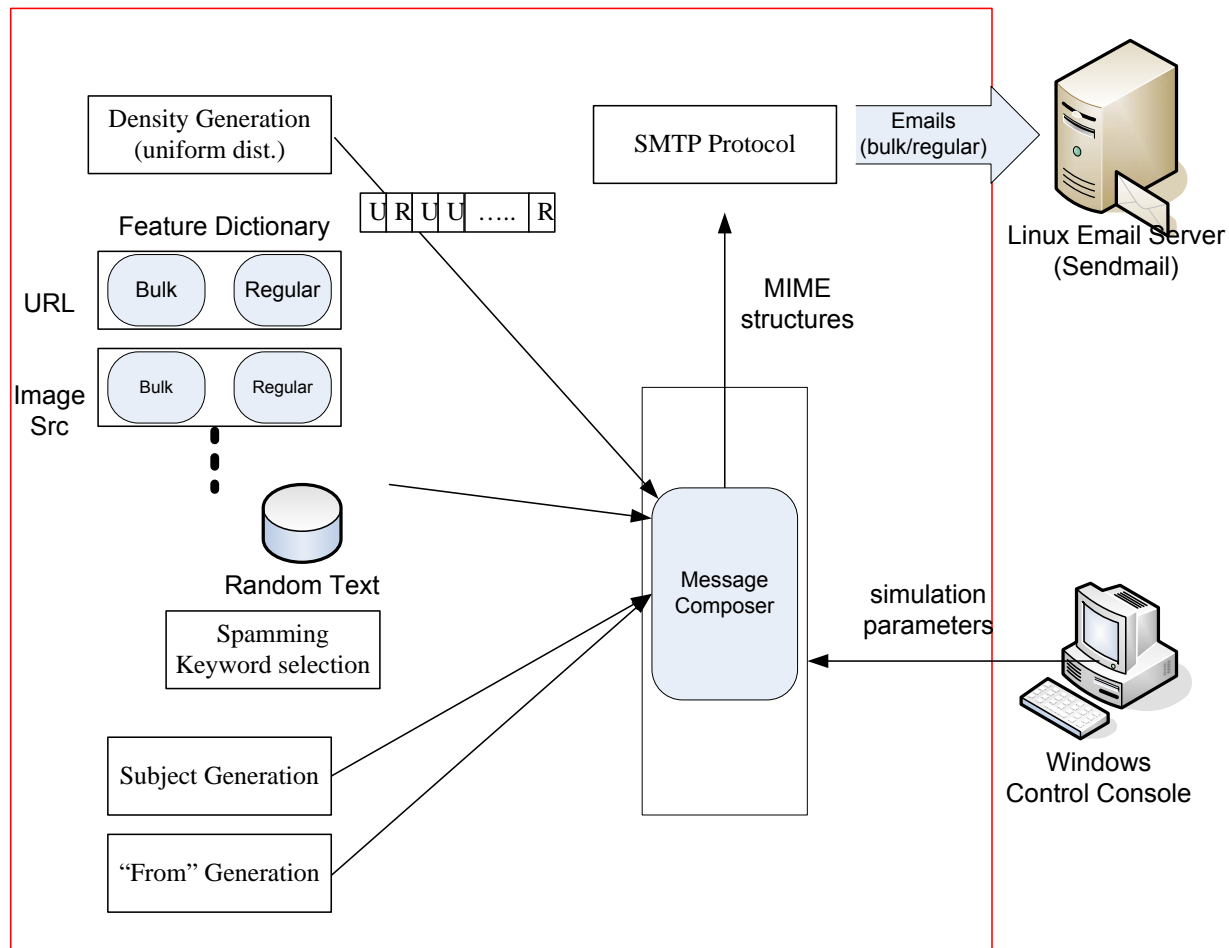 Density Generation
(uniform dist.)
U R U U ..... R
Feature Dictionary
URL
Bulk
Regular
Image
Src
Bulk
Regular
Random Text
Spamming
Keyword selection
Subject Generation
“From” Generation
SMTP Protocol
Emails
(bulk/regular)
Linux Email Server
(Sendmail)
MIME
structures
Message
Composer
simulation
parameters
Windows
Control Console